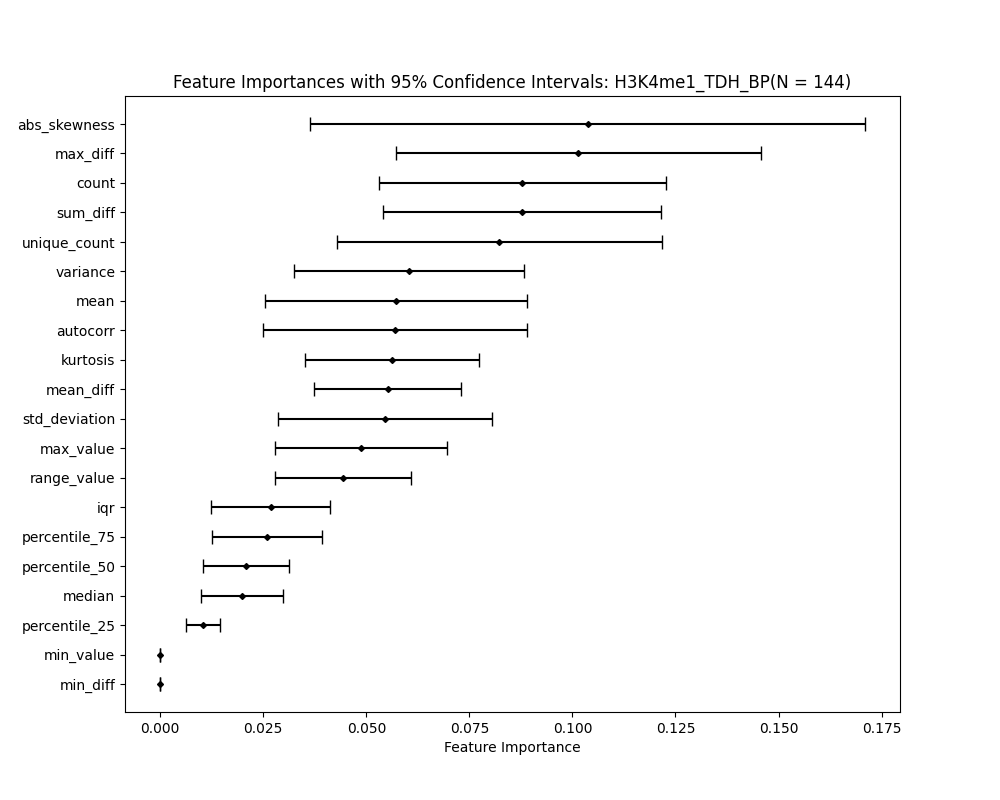 Feature Importances with 95% Confidence Intervals: H3K4me1_TDH_BP(N = 144)
abs_skewness
max_diff
count
sum_diff
unique_count
variance
mean
autocorr
kurtosis
mean_diff
std_deviation
max_value
range_value
iqr
percentile_75
percentile_50
median
percentile_25
min_value
min_diff
0.000 0.025 0.050 0.075 0.100 0.125 0.150 0.175
Feature Importance